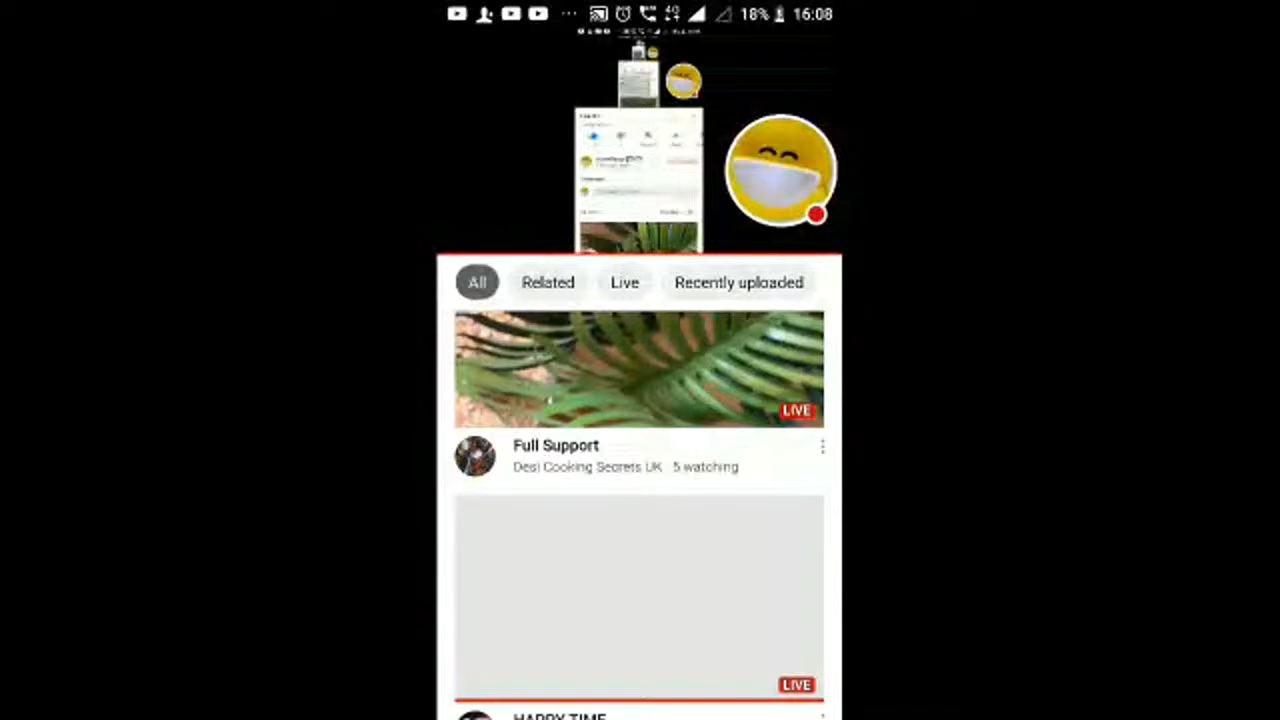 4G 18% 16:08
All Related Live Recently uploaded
LIVE
Full Support
Desi Cooking Secrets UK · 5 watching
LIVE
HAPPY TIME